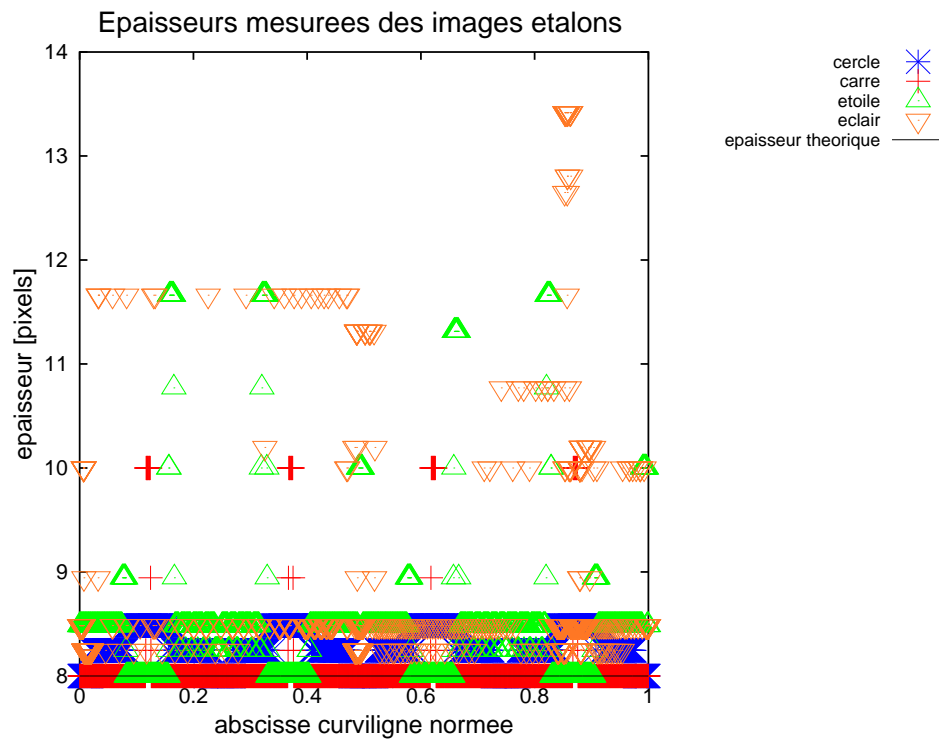 Epaisseurs mesurees des images etalons
cercle
carre
etoile
eclair
epaisseur theorique
epaisseur [pixels]
14
13
12
11
10
9
8
0
0.2
0.4
0.6
0.8
1
abscisse curviligne normee